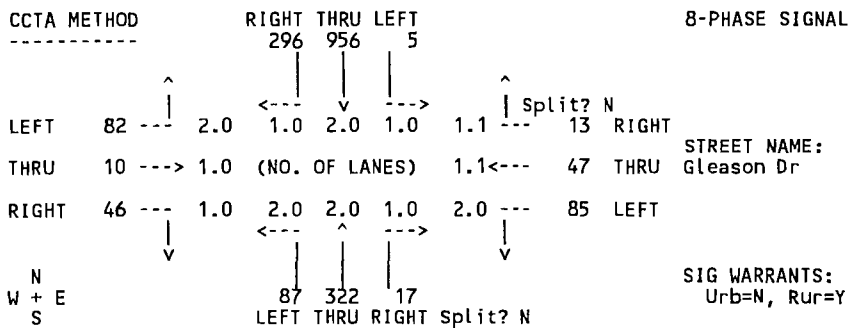 CCTA METHOD RIGHT THRU LEFT 8-PHASE SIGNAL
----------- 296 956 5
^ ^
<--- v ---> Split? N
LEFT 82 --- 2.0 1.0 2.0 1.0 1.1 --- 13 RIGHT
STREET NAME:
THRU 10 ---> 1.0 (NO. OF LANES) 1.1<--- 47 THRU Gleason Dr
RIGHT 46 --- 1.0 2.0 2.0 1.0 2.0 --- 85 LEFT
<--- ^ --->
v v
N SIG WARRANTS:
W + E 87 322 17 Urb=N, Rur=Y
S LEFT THRU RIGHT Split? N